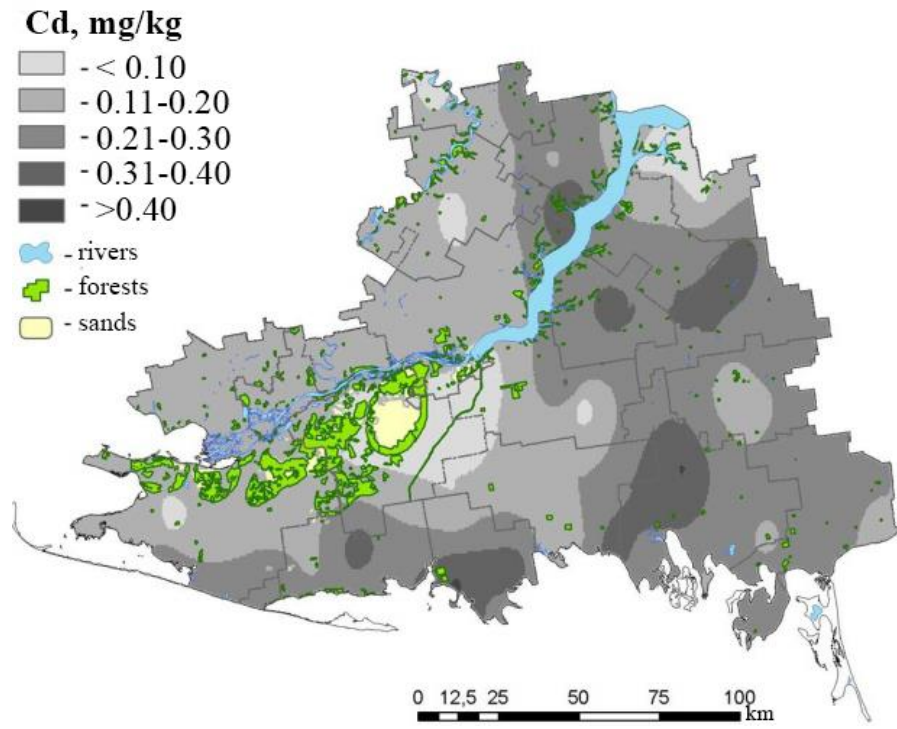 Cd, mg/kg
- < 0.10
- 0.11-0.20
- 0.21-0.30
- 0.31-0.40
- >0.40
- rivers
- forests
- sands
0 12,5 25 50 75 100
km